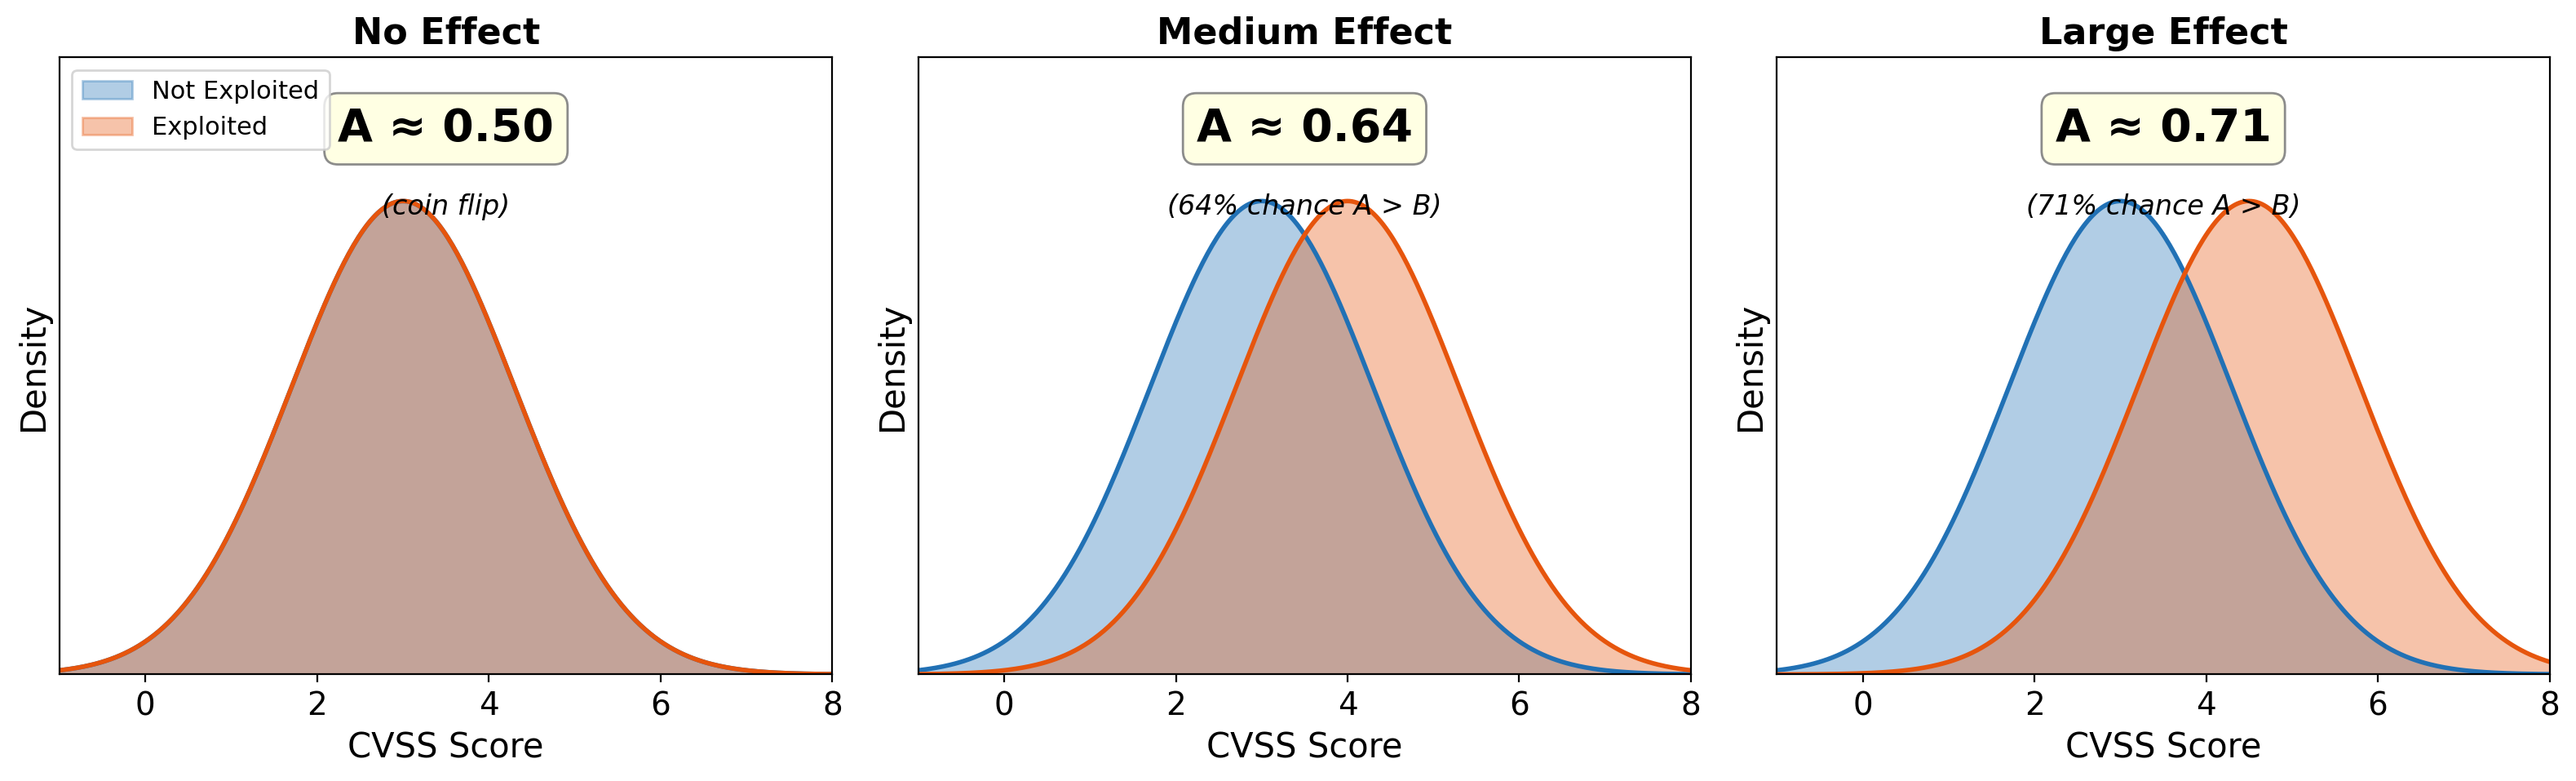 No Effect
Not Exploited
Exploited
A ≈ 0.50
(coin flip)
Density
0 2 4 6 8
CVSS Score
Medium Effect
A ≈ 0.64
(64% chance A > B)
Density
0 2 4 6 8
CVSS Score
Large Effect
A ≈ 0.71
(71% chance A > B)
Density
0 2 4 6 8
CVSS Score